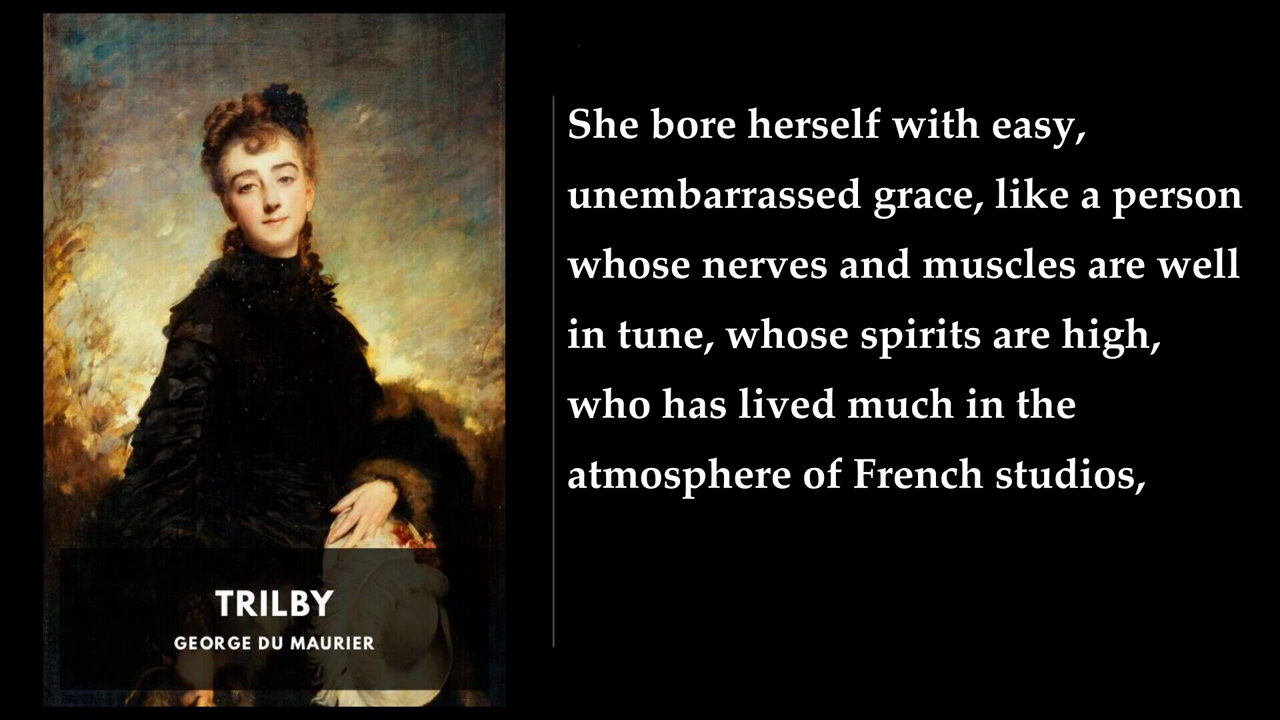 TRILBY
GEORGE DU MAURIER
She bore herself with easy,
unembarrassed grace, like a person
whose nerves and muscles are well
in tune, whose spirits are high,
who has lived much in the
atmosphere of French studios,